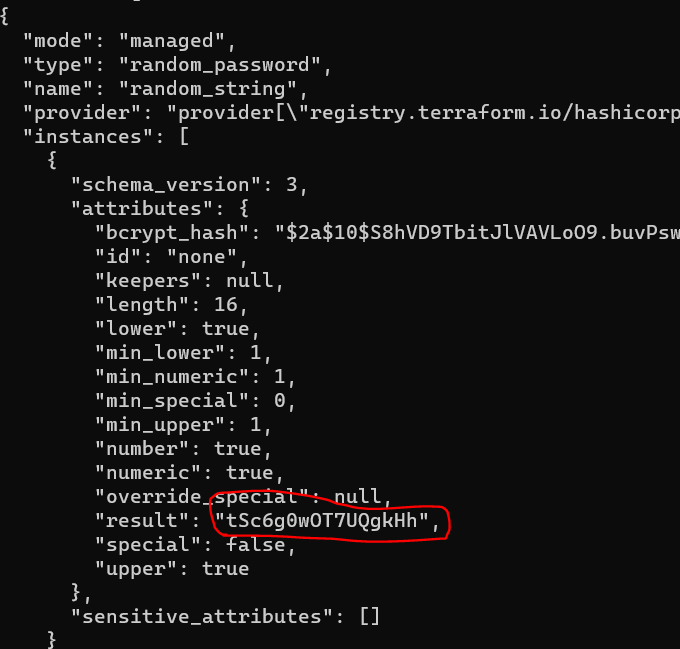 {
"mode": "managed",
"type": "random_password",
"name": "random_string",
"provider": "provider[\"registry.terraform.io/hashicorp
"instances": [
{
"schema_version": 3,
"attributes": {
"bcrypt_hash": "$2a$10$S8hVD9TbitJlVAVLoO9.buvPsw
"id": "none",
"keepers": null,
"length": 16,
"lower": true,
"min_lower": 1,
"min_numeric": 1,
"min_special": 0,
"min_upper": 1,
"number": true,
"numeric": true,
"override_special": null,
"result": "tSc6g0wOT7UQgkHh",
"special": false,
"upper": true
},
"sensitive_attributes": []
}